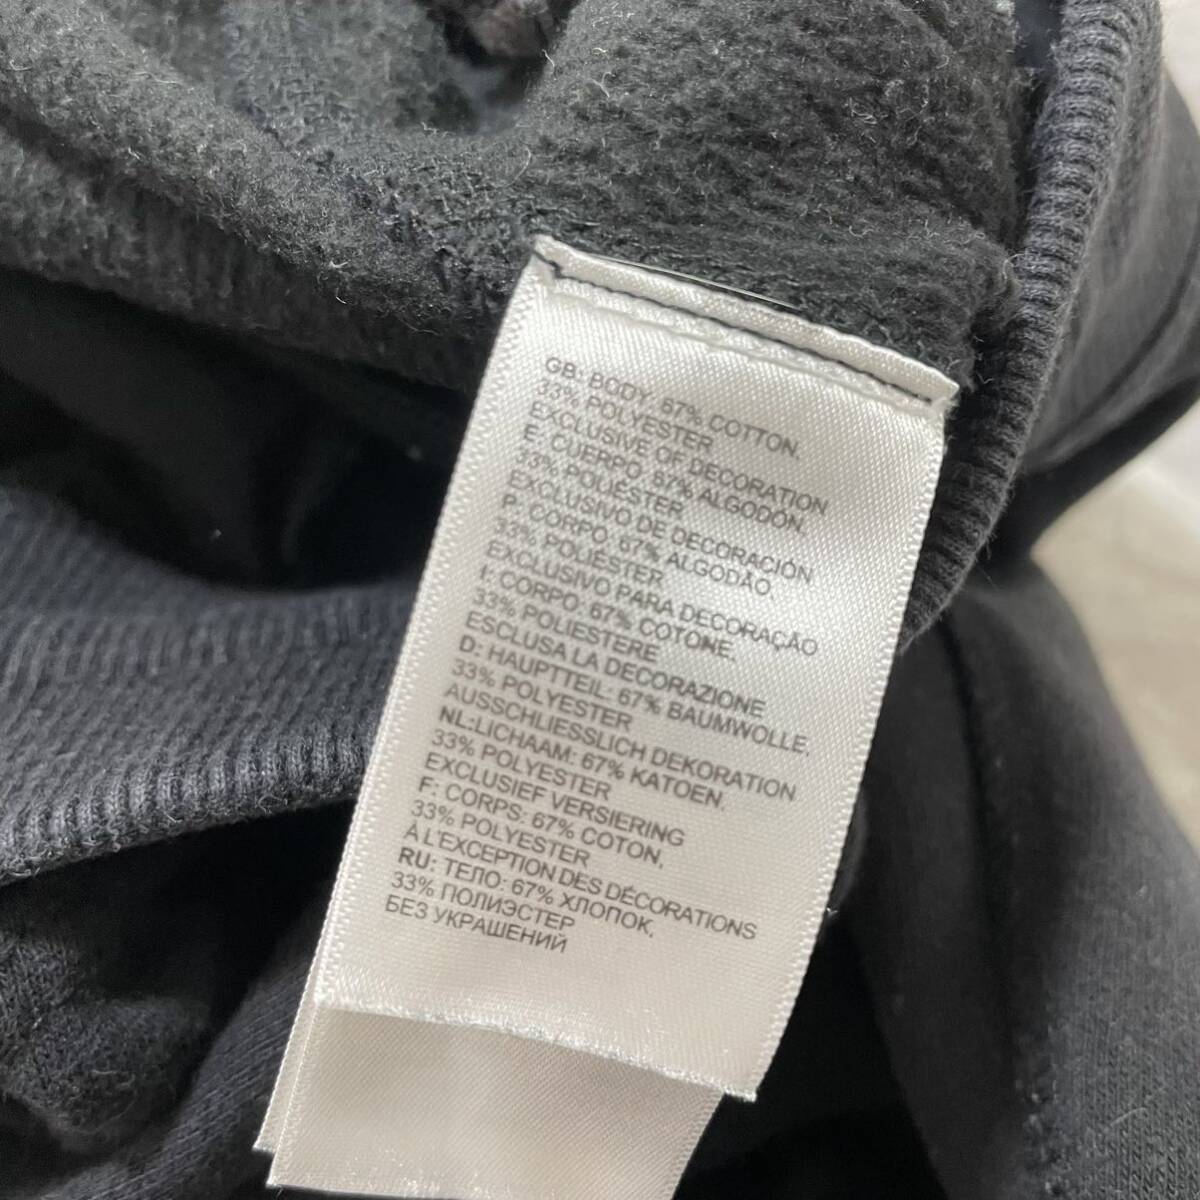 GB: BODY: 67% COTTON,
33% POLYESTER
EXCLUSIVE OF DECORATION
E: CUERPO: 67% ALGODÓN,
33% POLIÉSTER
EXCLUSIVO DE DECORACIÓN
P: CORPO: 67% ALGODÃO,
33% POLIÉSTER
EXCLUSIVO PARA DECORAÇÃO
I: CORPO: 67% COTONE,
33% POLIESTERE
ESCLUSA LA DECORAZIONE
D: HAUPTTEIL: 67% BAUMWOLLE,
33% POLYESTER
AUSSCHLIESSLICH DEKORATION
NL:LICHAAM: 67% KATOEN,
33% POLYESTER
EXCLUSIEF VERSIERING
F: CORPS: 67% COTON,
33% POLYESTER
À L'EXCEPTION DES DÉCORATIONS
RU: ТЕЛО: 67% ХЛОПОК,
33% ПОЛИЭСТЕР
БЕЗ УКРАШЕНИЙ